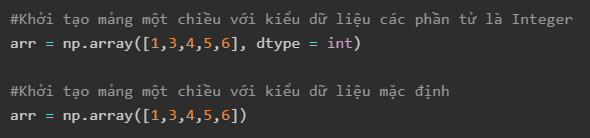 #Khởi tạo mảng một chiều với kiểu dữ liệu các phần tử là Integer
arr = np.array([1,3,4,5,6], dtype = int)
#Khởi tạo mảng một chiều với kiểu dữ liệu mặc định
arr = np.array([1,3,4,5,6])